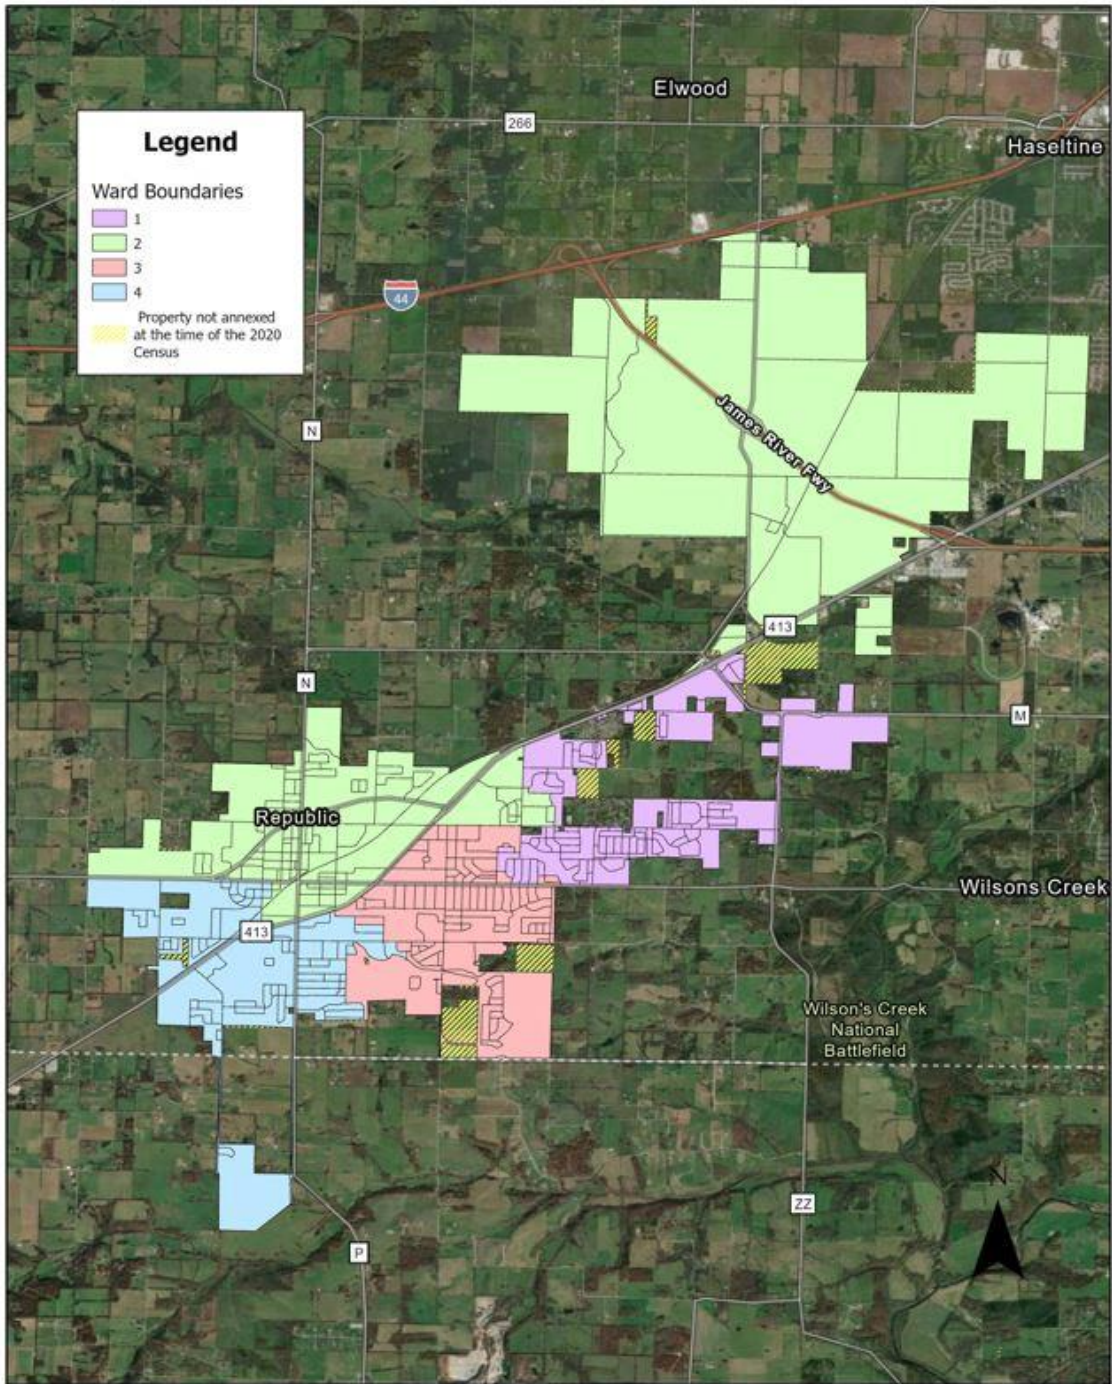 Elwood
266
Haseltine
Legend
Ward Boundaries
1
2
3
4
Property not annexed
at the time of the 2020
Census
44
N
James River Fwy
413
N
M
Republic
Wilsons Creek
413
Wilson's Creek
National
Battlefield
N
ZZ
P